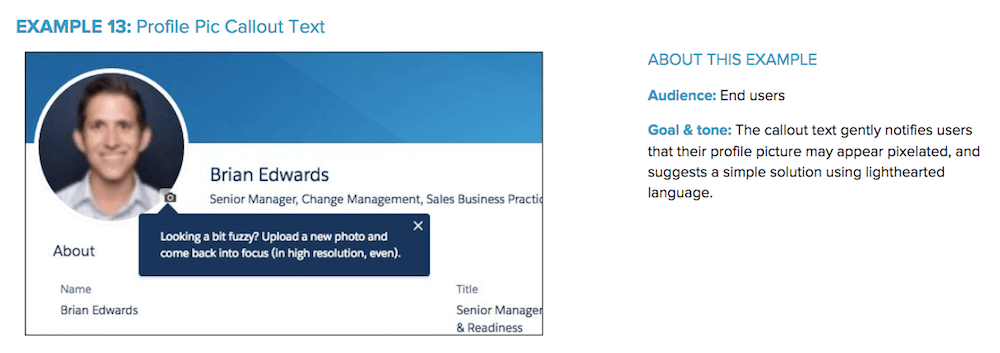 EXAMPLE 13: Profile Pic Callout Text
Brian Edwards
Senior Manager, Change Management, Sales Business Practic
Looking a bit fuzzy? Upload a new photo and
come back into focus (in high resolution, even).
About
Name
Brian Edwards
Title
Senior Manager
& Readiness
ABOUT THIS EXAMPLE
Audience: End users
Goal & tone: The callout text gently notifies users
that their profile picture may appear pixelated, and
suggests a simple solution using lighthearted
language.